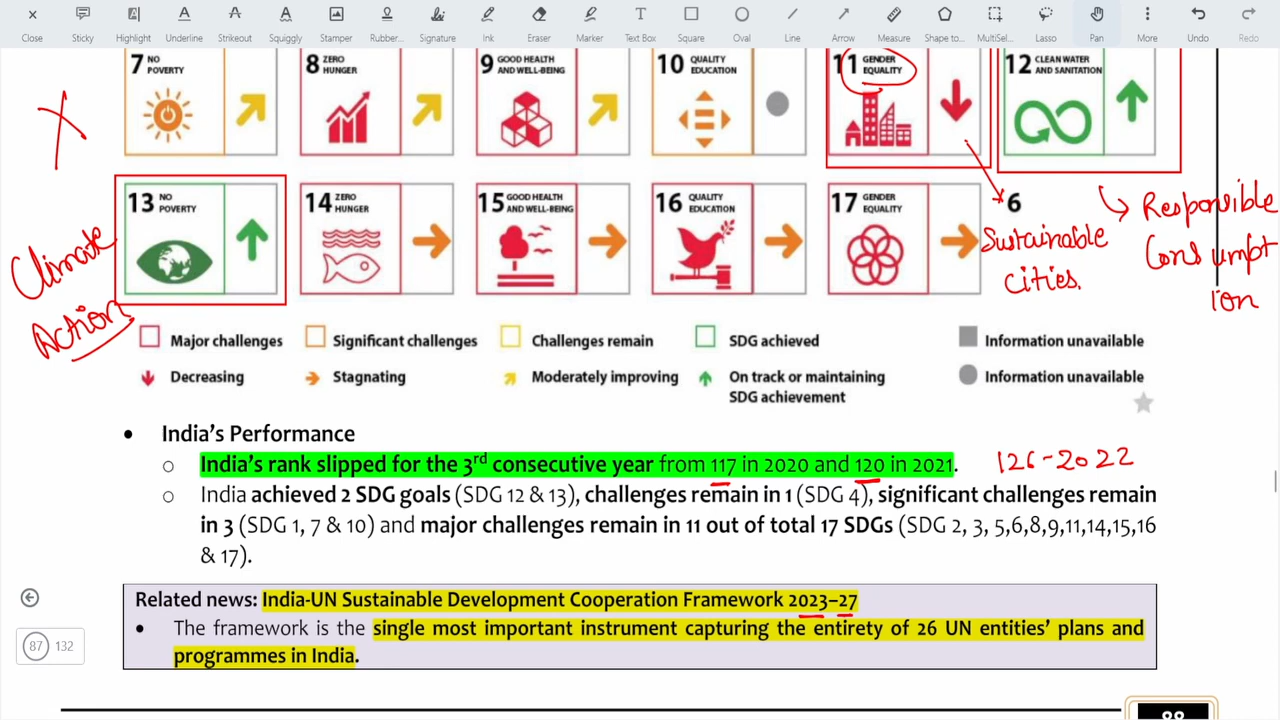 Close Sticky Highlight Underline Strikeout Squiggly Stamper Rubber... Signature Ink Eraser Marker Text Box Square Oval Line Arrow Measure Shape to... MultiSel... Lasso Pan More Undo Redo
7 NO POVERTY
8 ZERO HUNGER
9 GOOD HEALTH AND WELL-BEING
10 QUALITY EDUCATION
11 GENDER EQUALITY
12 CLEAN WATER AND SANITATION
13 NO POVERTY
14 ZERO HUNGER
15 GOOD HEALTH AND WELL-BEING
16 QUALITY EDUCATION
17 GENDER EQUALITY
6
Climate
Action
Sustainable
cities.
Responsible
Consumpt
ion
Major challenges Significant challenges Challenges remain SDG achieved Information unavailable
Decreasing Stagnating Moderately improving On track or maintaining Information unavailable
SDG achievement
• India's Performance
○ India's rank slipped for the 3rd consecutive year from 117 in 2020 and 120 in 2021. 126-2022
○ India achieved 2 SDG goals (SDG 12 & 13), challenges remain in 1 (SDG 4), significant challenges remain
in 3 (SDG 1, 7 & 10) and major challenges remain in 11 out of total 17 SDGs (SDG 2, 3, 5,6,8,9,11,14,15,16
& 17).
Related news: India-UN Sustainable Development Cooperation Framework 2023–27
• The framework is the single most important instrument capturing the entirety of 26 UN entities' plans and
programmes in India.
87 132
88